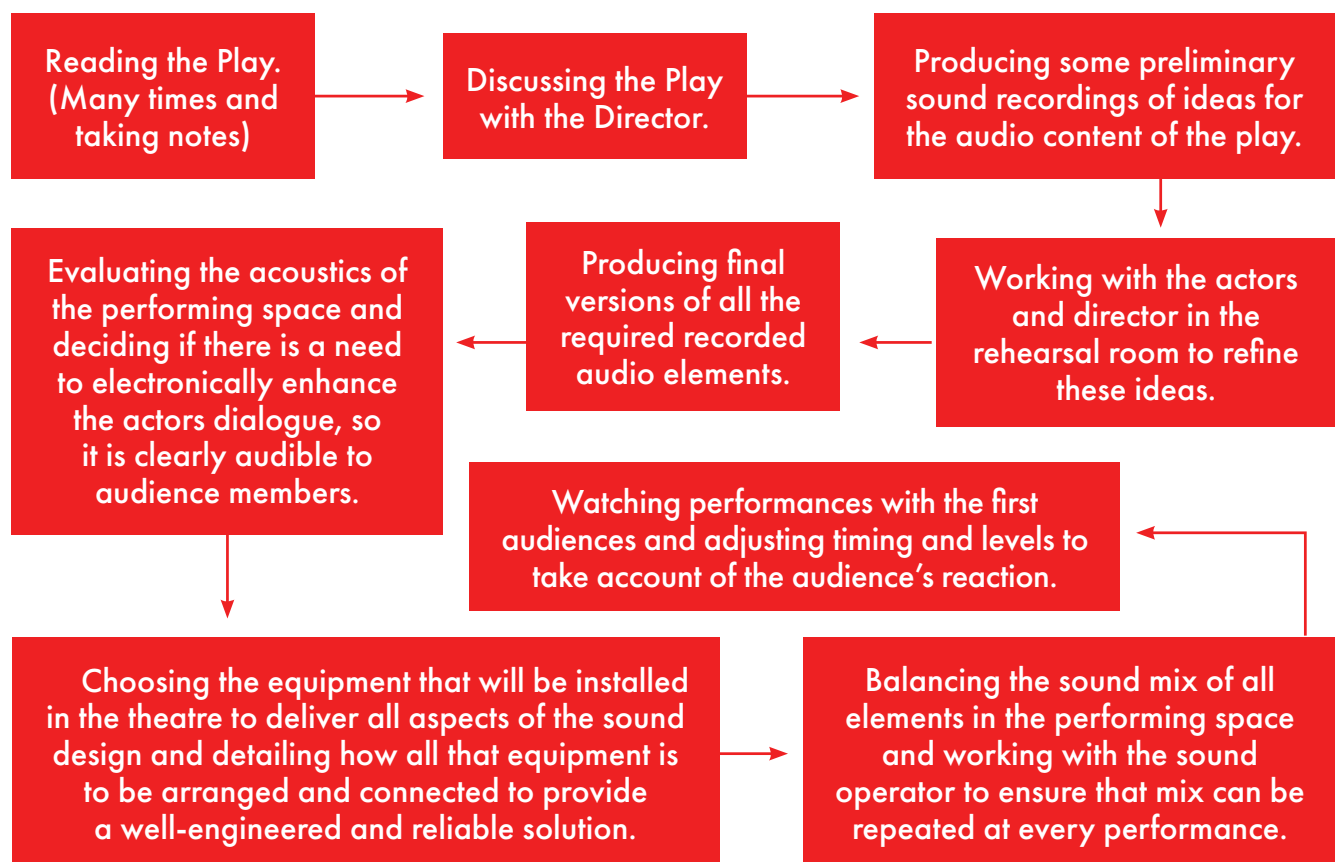 Reading the Play.
(Many times and
taking notes)
Discussing the Play
with the Director.
Producing some preliminary
sound recordings of ideas for
the audio content of the play.
Working with the actors
and director in the
rehearsal room to refine
these ideas.
Producing final
versions of all the
required recorded
audio elements.
Evaluating the acoustics of
the performing space and
deciding if there is a need
to electronically enhance
the actors dialogue, so
it is clearly audible to
audience members.
Choosing the equipment that will be installed
in the theatre to deliver all aspects of the sound
design and detailing how all that equipment is
to be arranged and connected to provide
a well-engineered and reliable solution.
Balancing the sound mix of all
elements in the performing space
and working with the sound
operator to ensure that mix can be
repeated at every performance.
Watching performances with the first
audiences and adjusting timing and levels to
take account of the audience’s reaction.